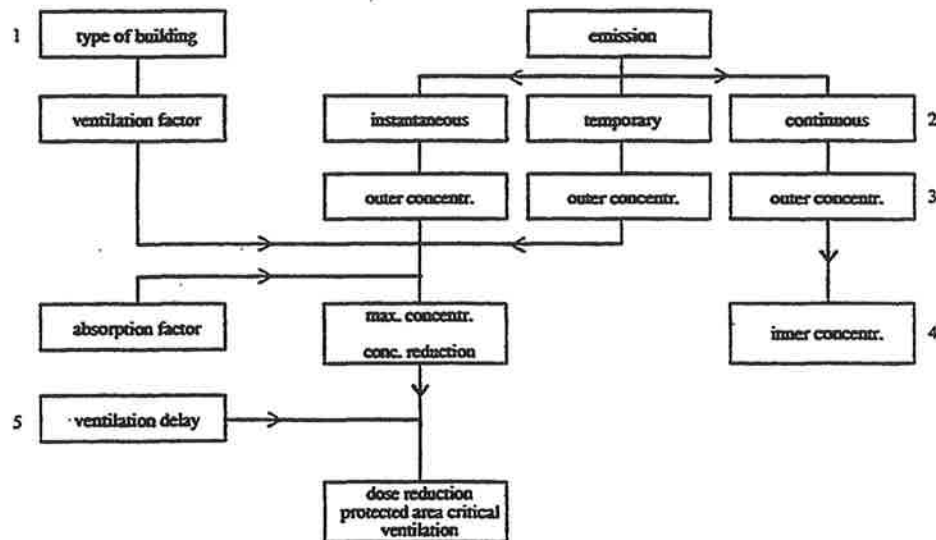 1 type of building emission
ventilation factor instantaneous temporary continuous 2
outer concentr. outer concentr. outer concentr. 3
absorption factor max. concentr. inner concentr. 4
conc. reduction
5 ventilation delay
dose reduction
protected area critical
ventilation